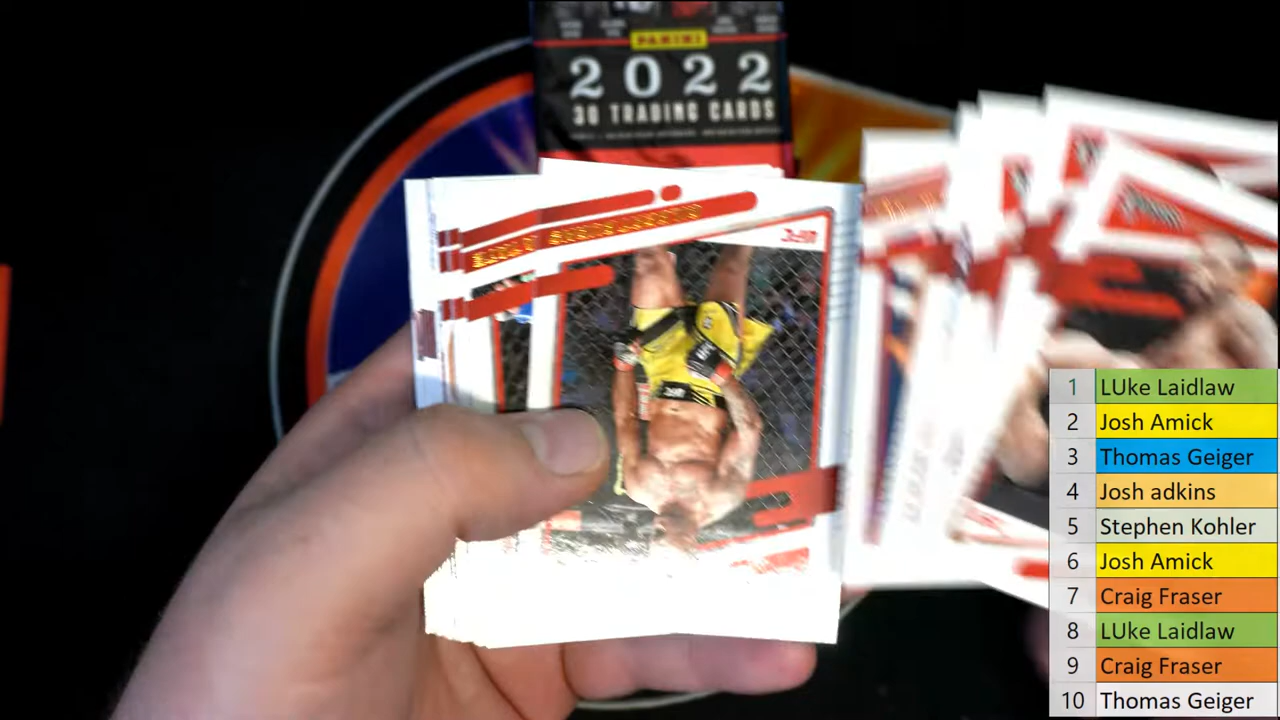 PANINI
2022
30 TRADING CARDS
UFC
1 LUke Laidlaw
2 Josh Amick
3 Thomas Geiger
4 Josh adkins
5 Stephen Kohler
6 Josh Amick
7 Craig Fraser
8 LUke Laidlaw
9 Craig Fraser
10 Thomas Geiger